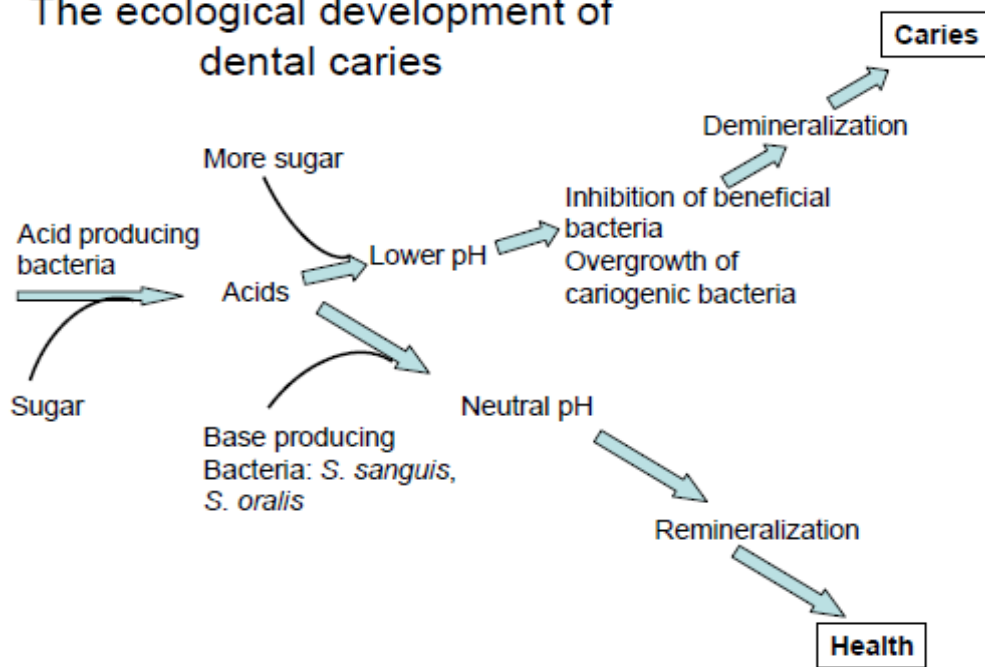 The ecological development of
dental caries
Caries
Demineralization
More sugar
Inhibition of beneficial
bacteria
Overgrowth of
cariogenic bacteria
Lower pH
Acid producing
bacteria
Acids
Sugar
Neutral pH
Base producing
Bacteria: S. sanguis,
S. oralis
Remineralization
Health